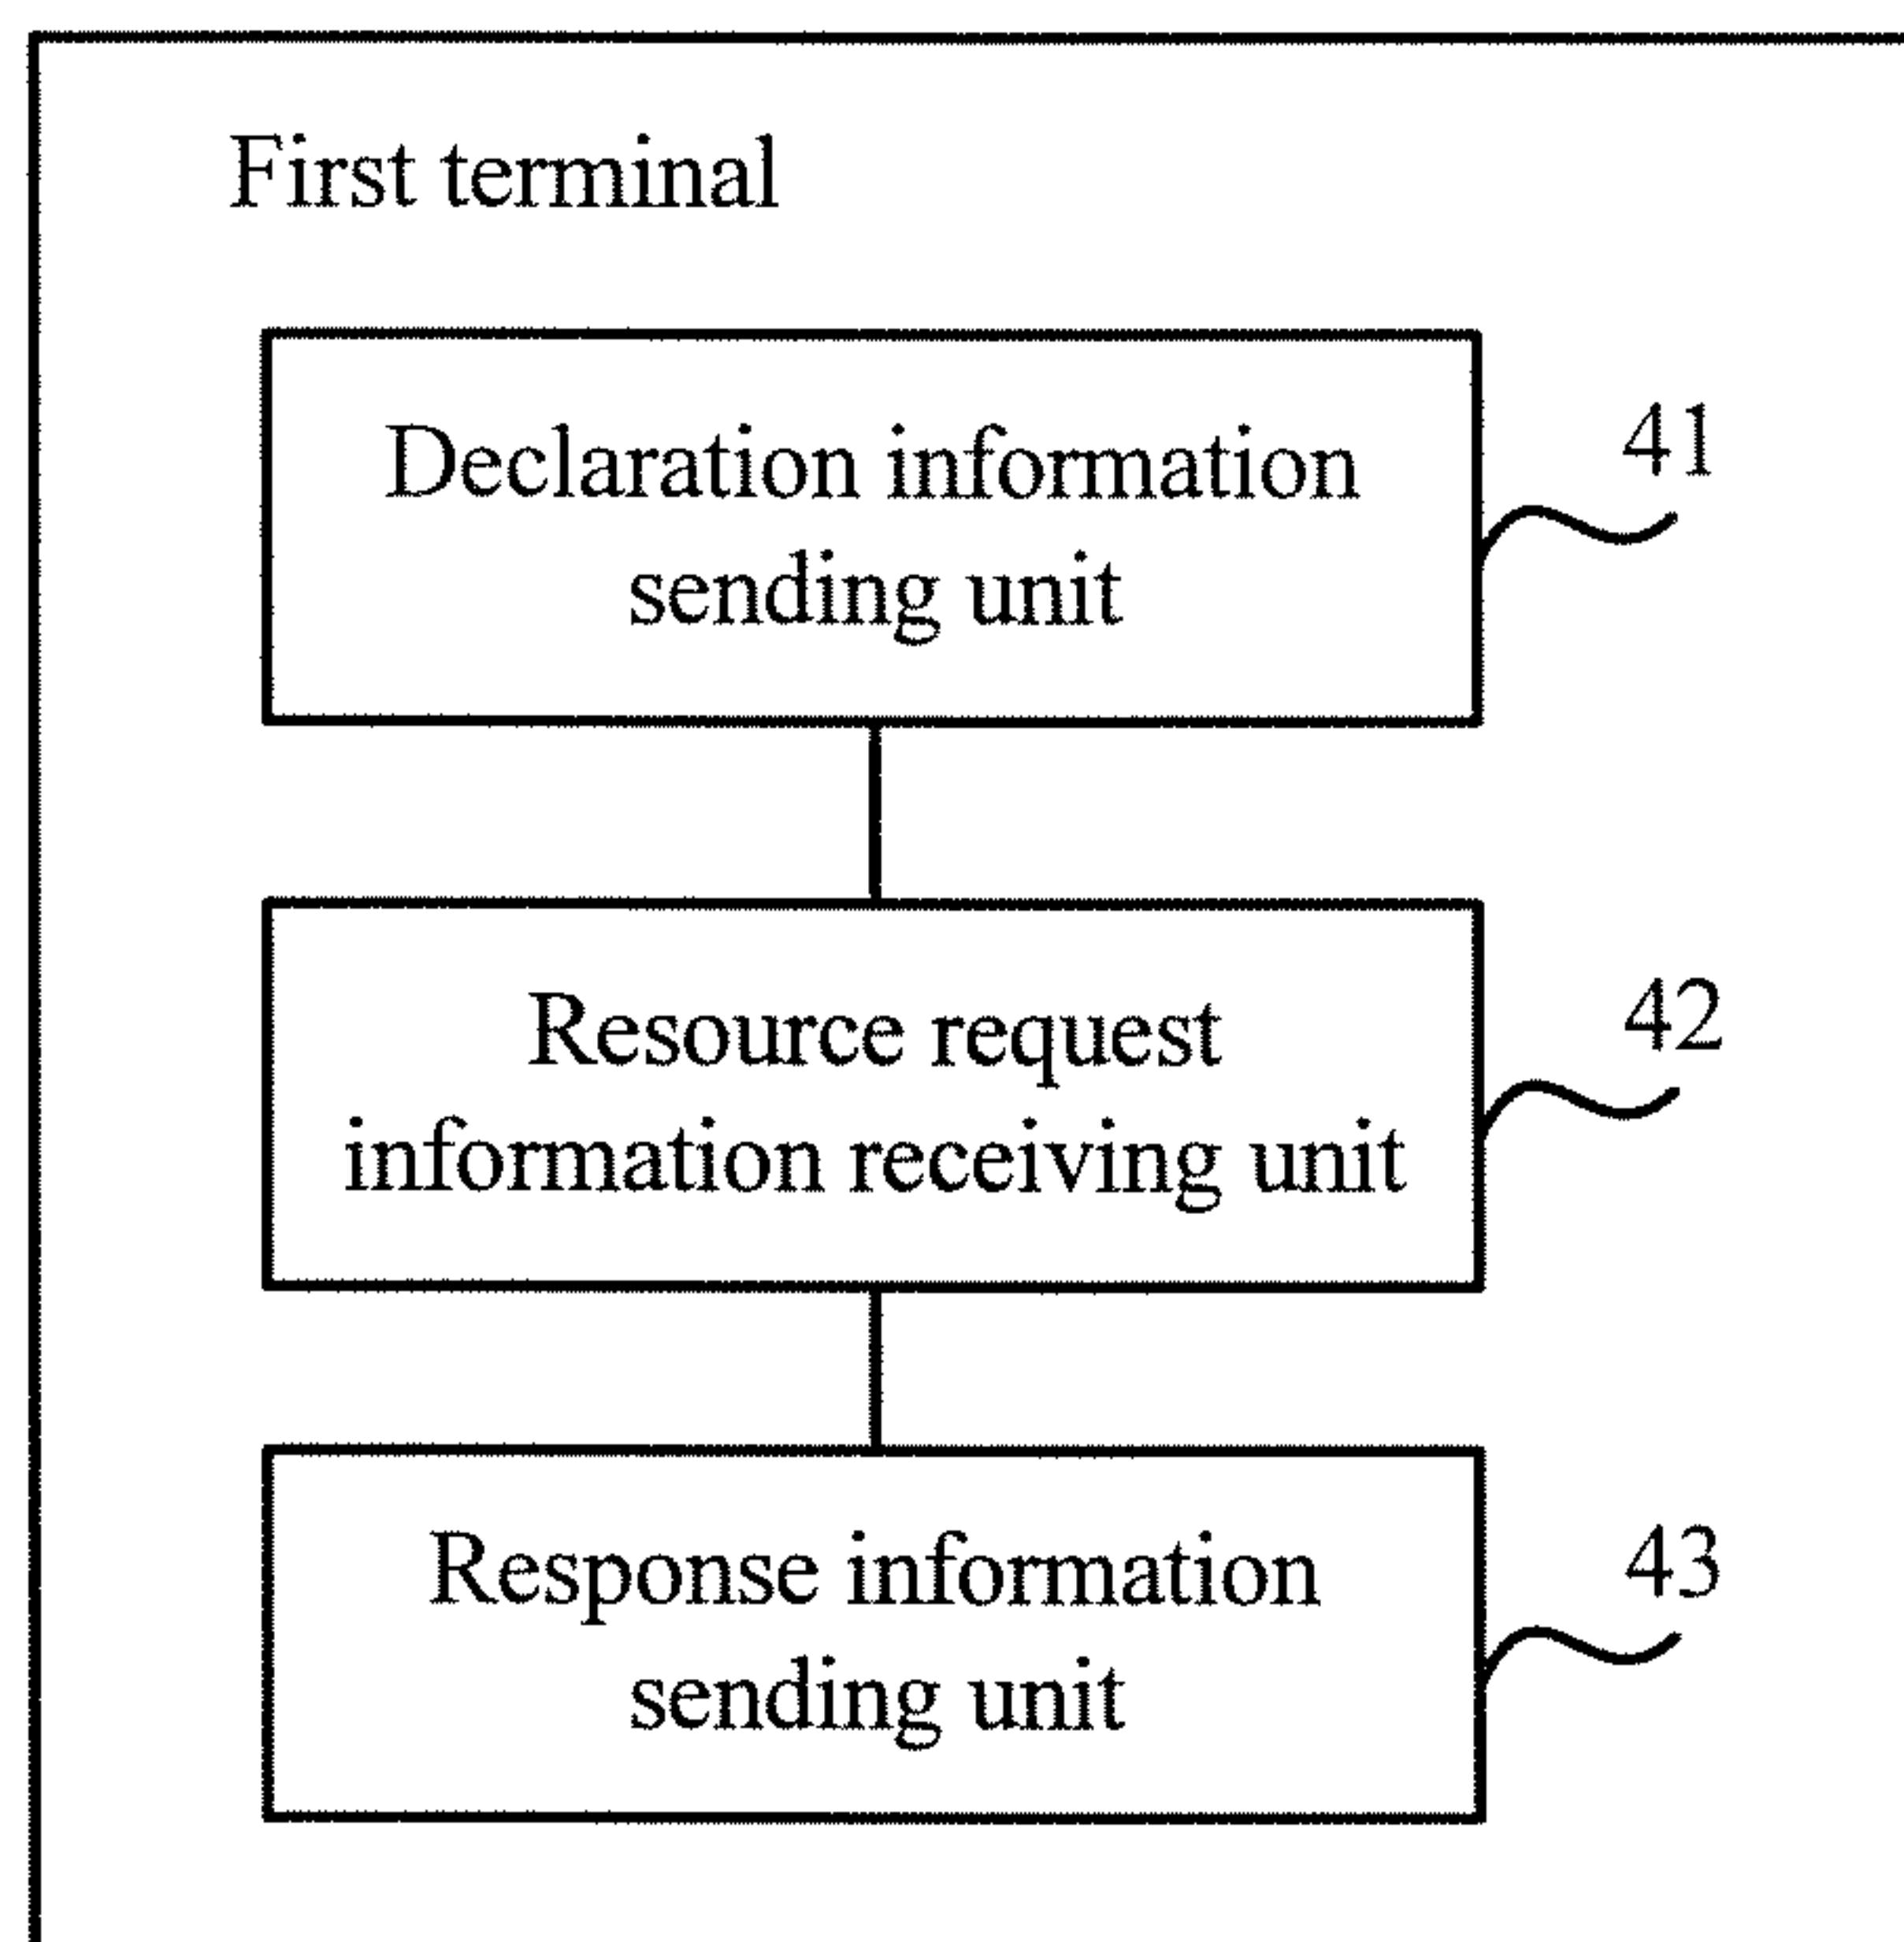 First terminal
Declaration information
sending unit
41
Resource request
information receiving unit
42
Response information
sending unit
43